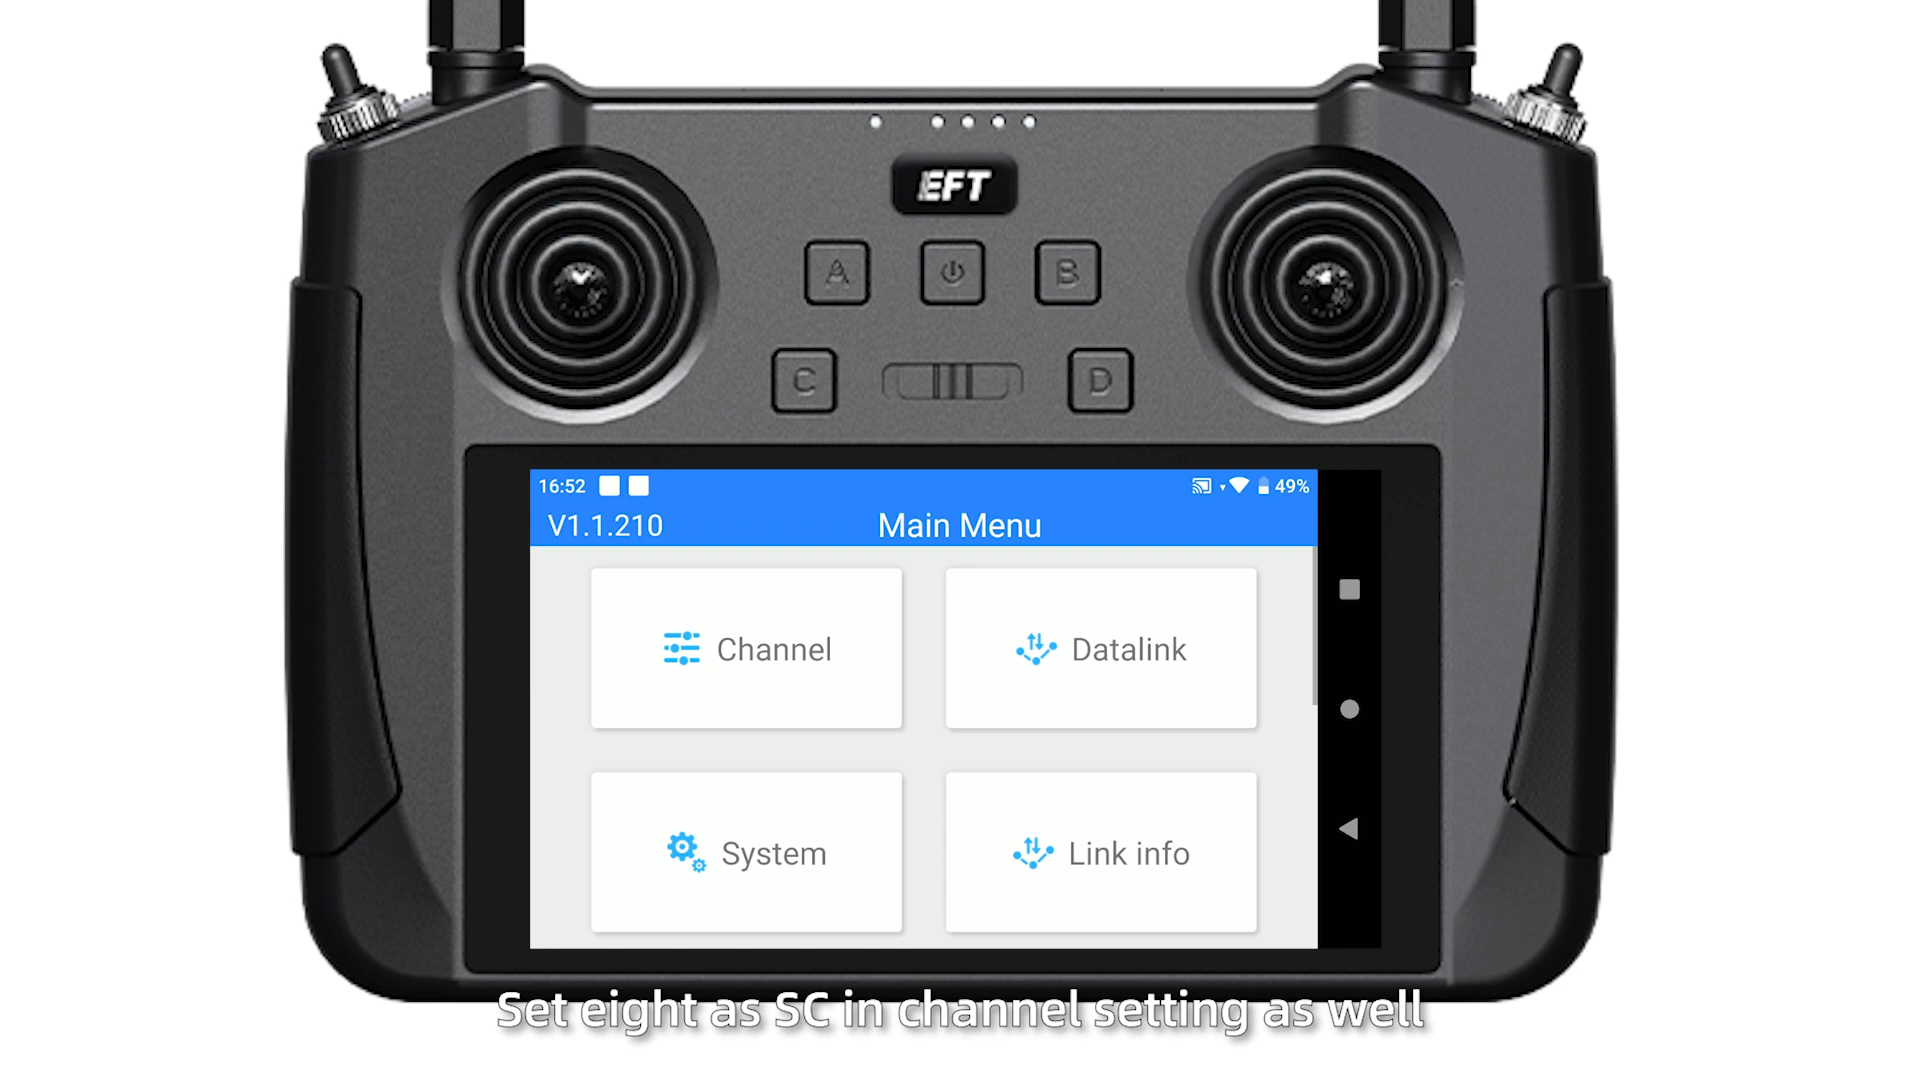 EFT
A
B
C
D
16:52
49%
V1.1.210
Main Menu
Channel
Datalink
System
Link info
Set eight as SC in channel setting as well